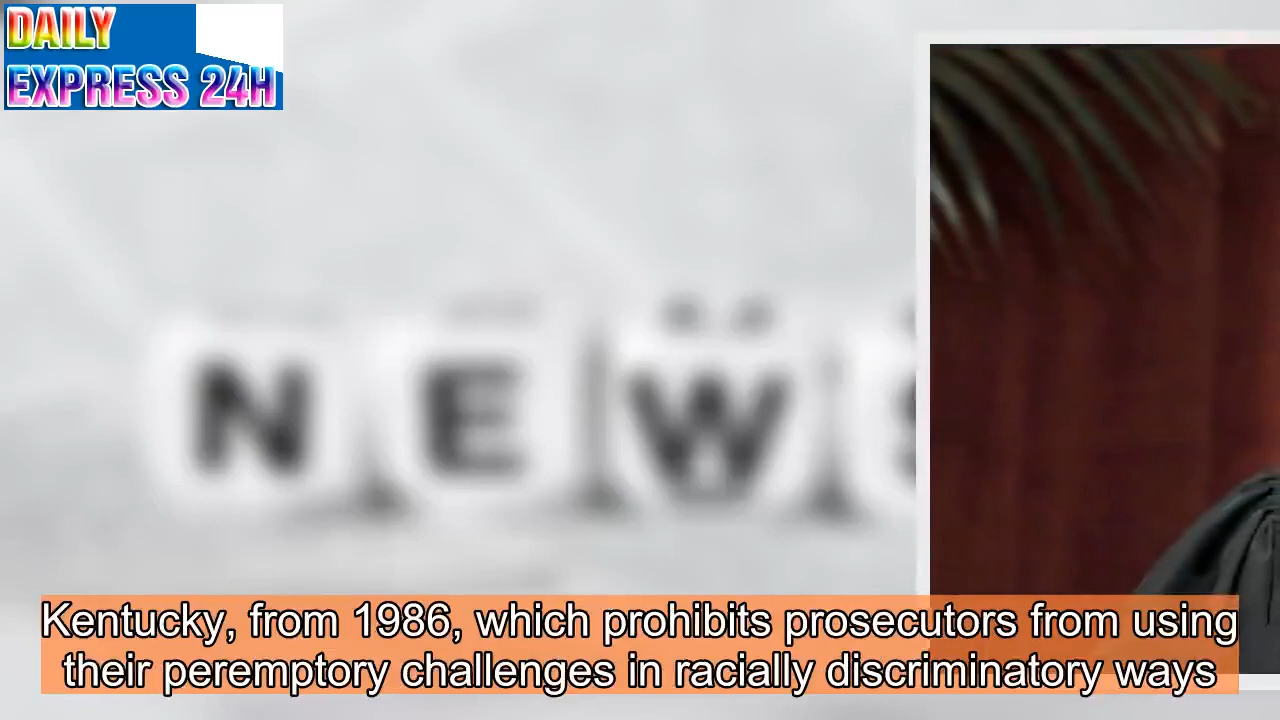 DAILY
EXPRESS 24H
NEWS
Kentucky, from 1986, which prohibits prosecutors from using
their peremptory challenges in racially discriminatory ways